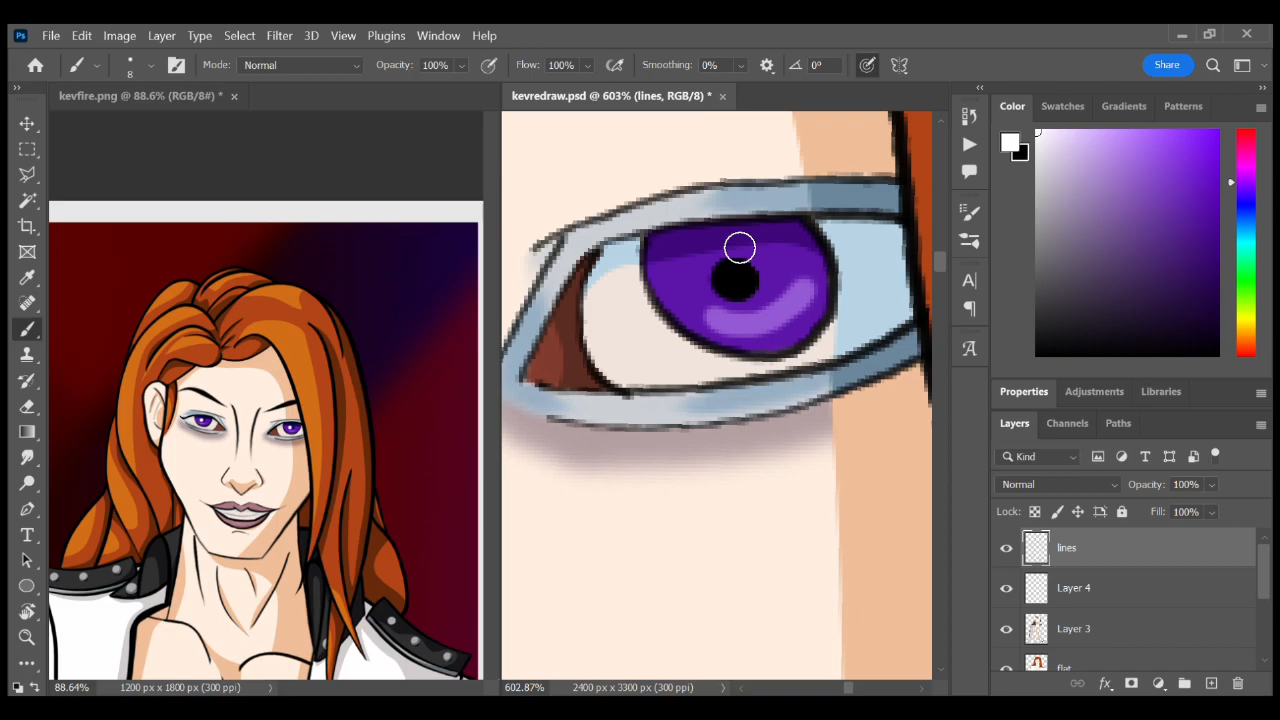 Ps File Edit Image Layer Type Select Filter 3D View Plugins Window Help
8 Mode: Normal Opacity: 100% Flow: 100% Smoothing: 0% 0° Share
kevfire.png @ 88.6% (RGB/8#) * × kevredraw.psd @ 603% (lines, RGB/8) * ×
Color Swatches Gradients Patterns
Properties Adjustments Libraries
Layers Channels Paths
Kind
Normal Opacity: 100%
Lock: Fill: 100%
lines
Layer 4
Layer 3
flat
88.64% 1200 px x 1800 px (300 ppi) 602.87% 2400 px x 3300 px (300 ppi)